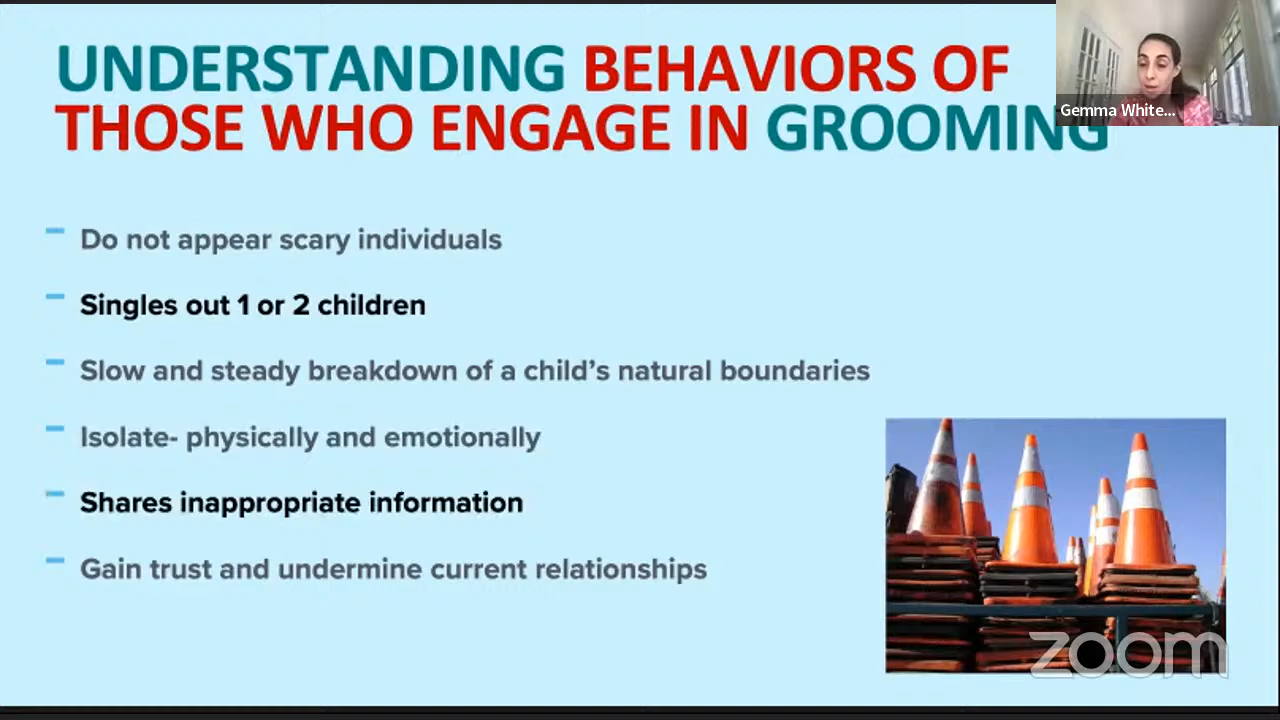 UNDERSTANDING BEHAVIORS OF
THOSE WHO ENGAGE IN GROOMING
Gemma White...
Do not appear scary individuals
Singles out 1 or 2 children
Slow and steady breakdown of a child’s natural boundaries
Isolate- physically and emotionally
Shares inappropriate information
Gain trust and undermine current relationships
zoom